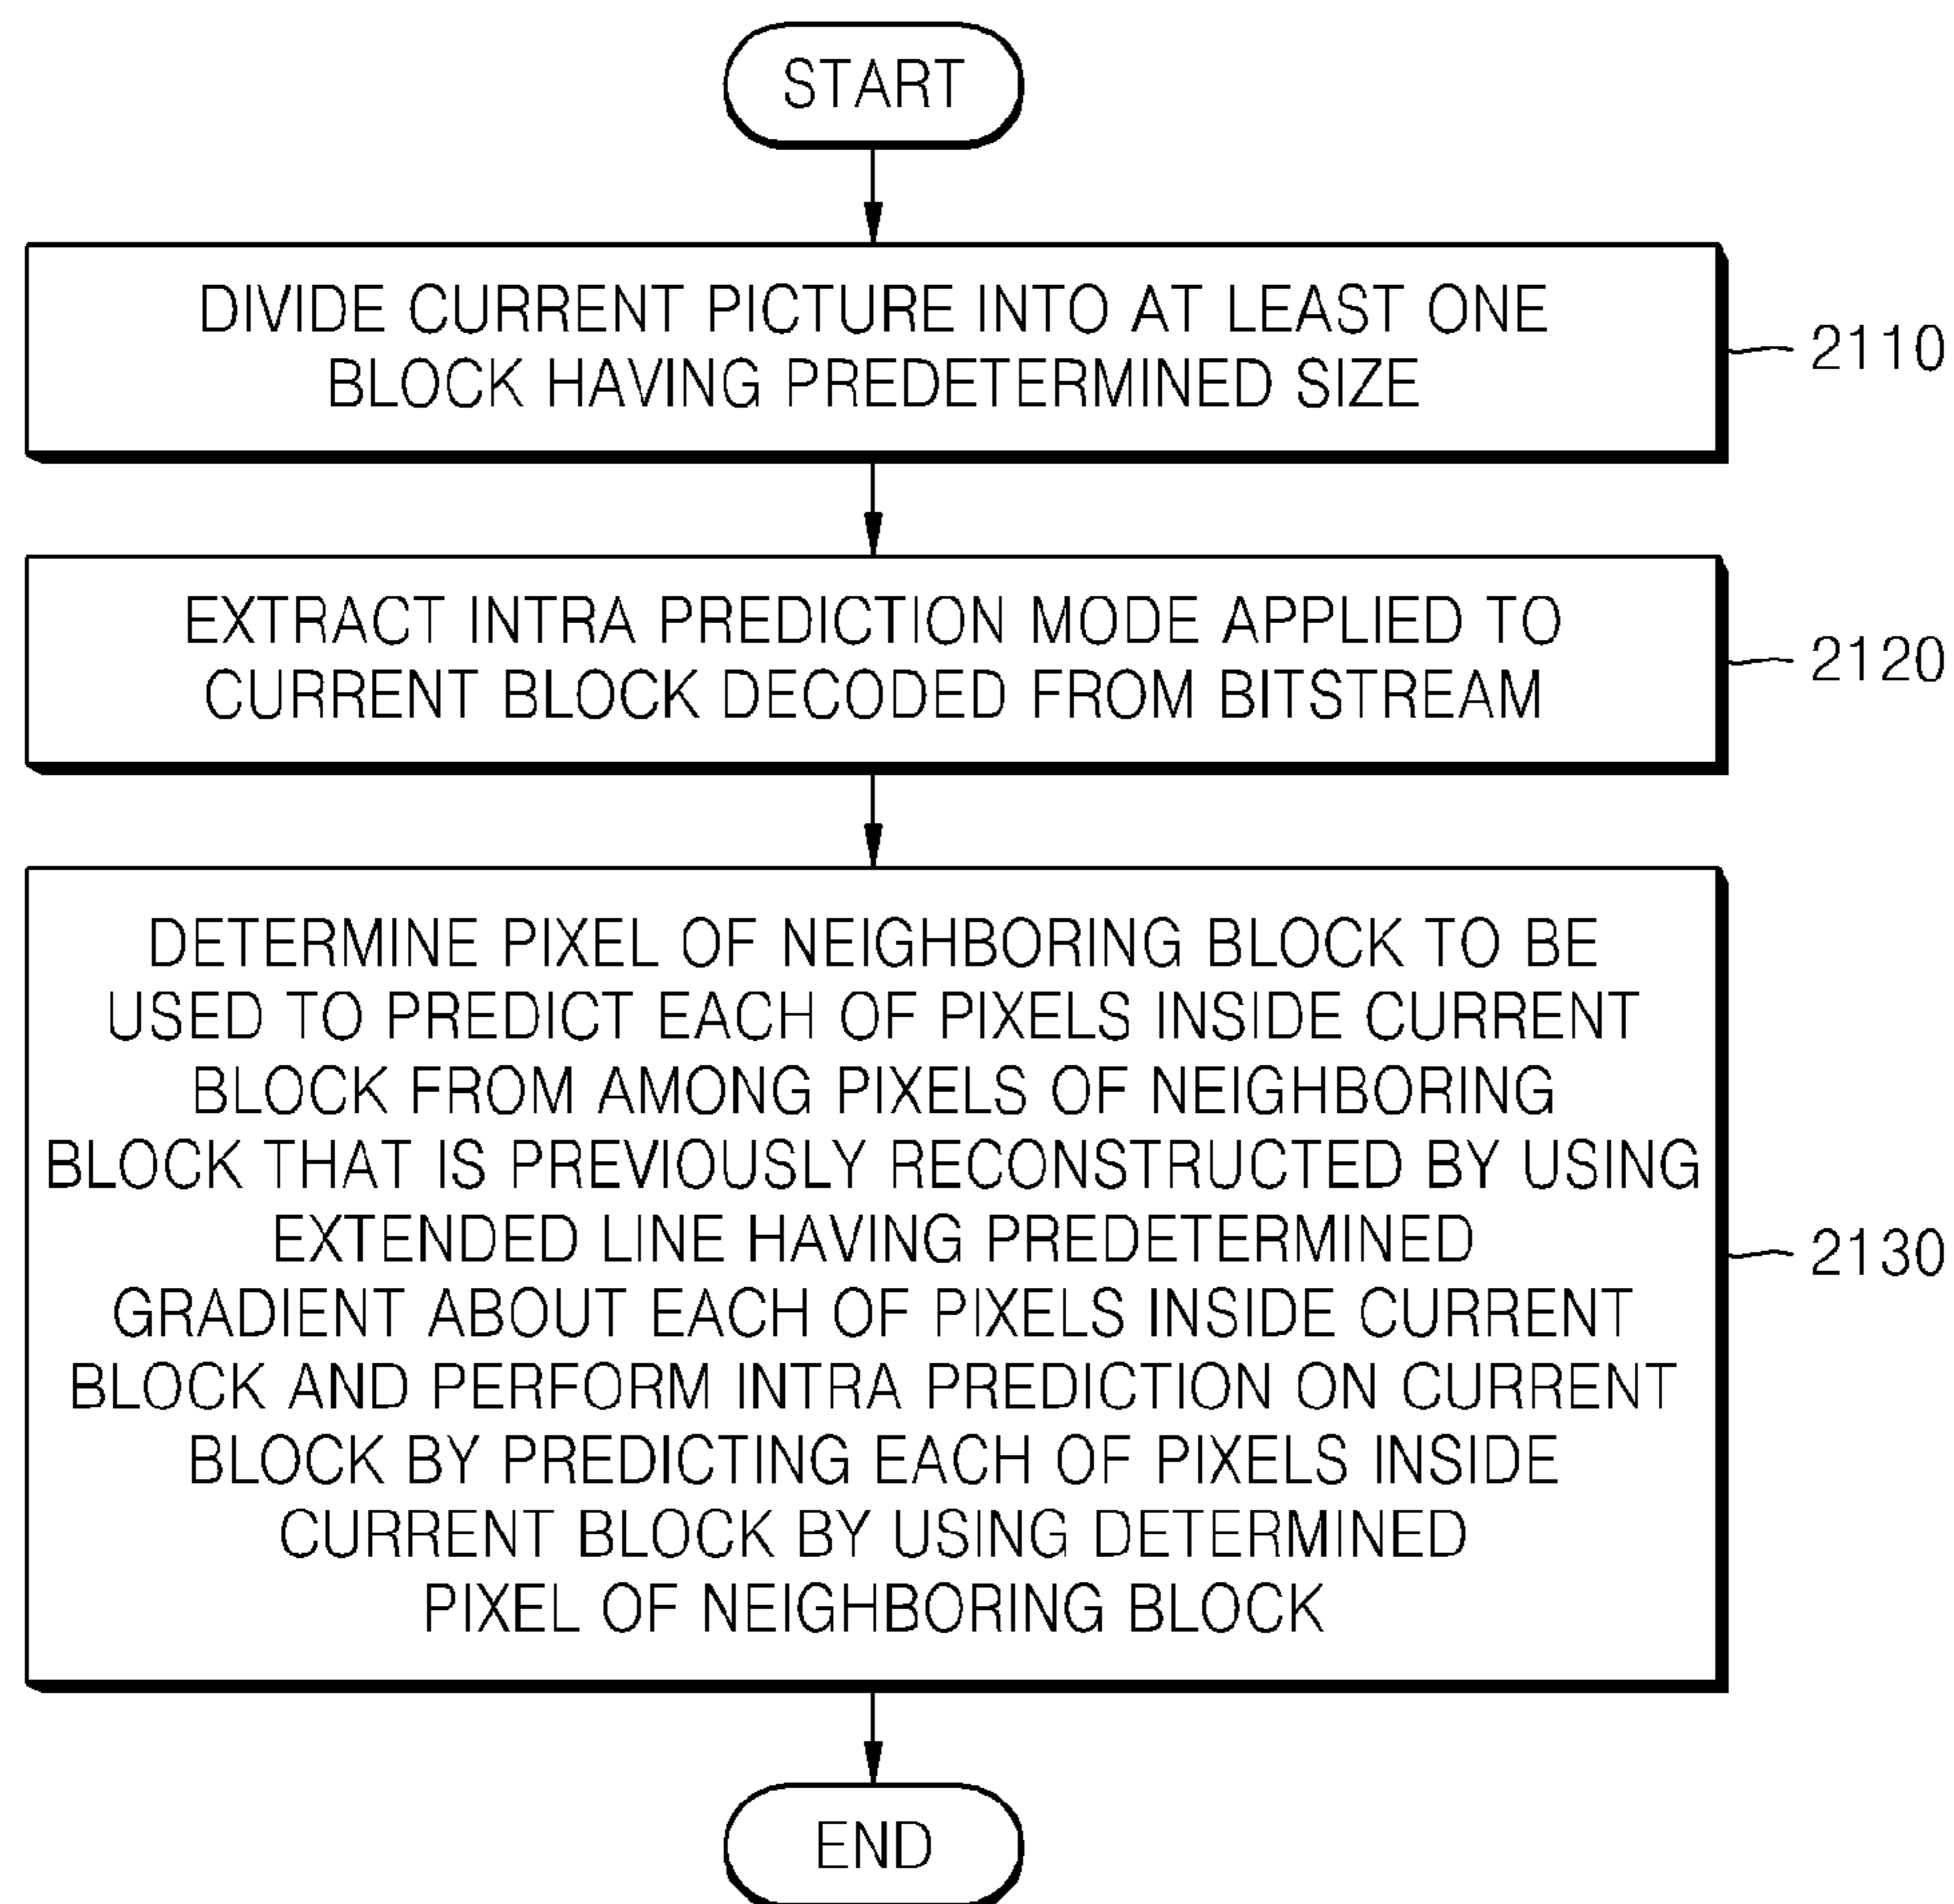 START
DIVIDE CURRENT PICTURE INTO AT LEAST ONE
BLOCK HAVING PREDETERMINED SIZE
2110
EXTRACT INTRA PREDICTION MODE APPLIED TO
CURRENT BLOCK DECODED FROM BITSTREAM
2120
DETERMINE PIXEL OF NEIGHBORING BLOCK TO BE
USED TO PREDICT EACH OF PIXELS INSIDE CURRENT
BLOCK FROM AMONG PIXELS OF NEIGHBORING
BLOCK THAT IS PREVIOUSLY RECONSTRUCTED BY USING
EXTENDED LINE HAVING PREDETERMINED
GRADIENT ABOUT EACH OF PIXELS INSIDE CURRENT
BLOCK AND PERFORM INTRA PREDICTION ON CURRENT
BLOCK BY PREDICTING EACH OF PIXELS INSIDE
CURRENT BLOCK BY USING DETERMINED
PIXEL OF NEIGHBORING BLOCK
2130
END